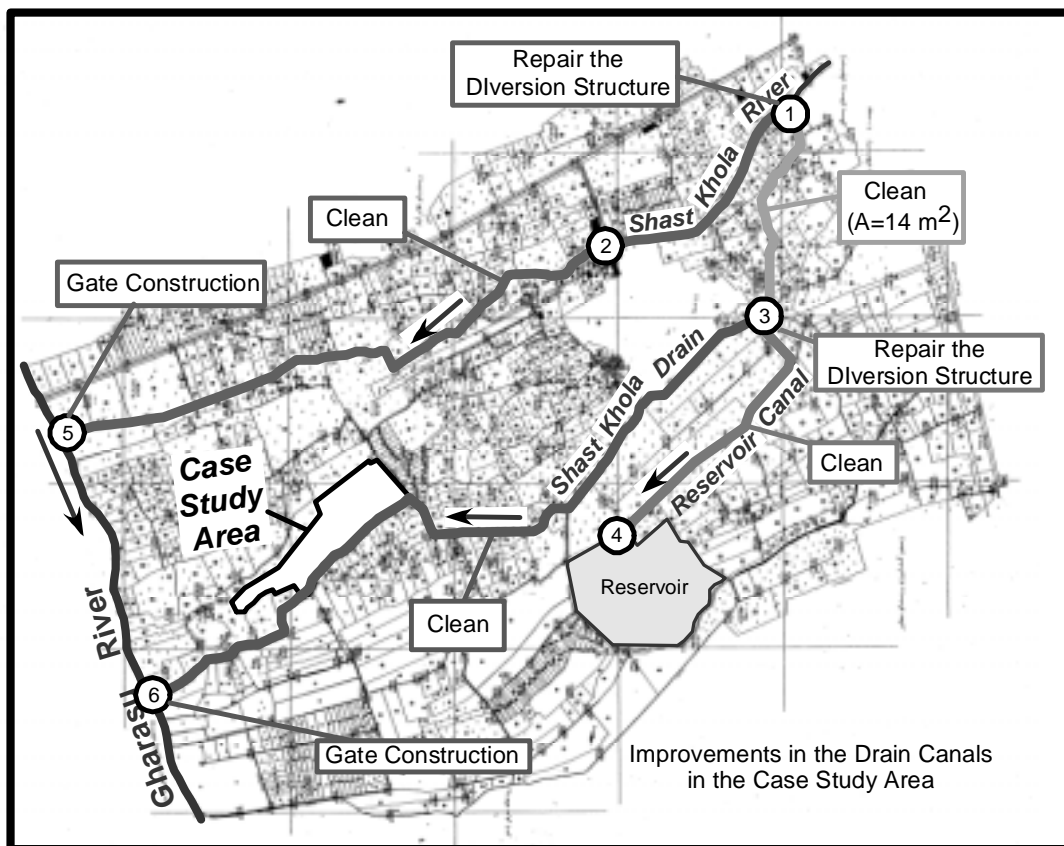 Repair the
DIversion Structure
1
River
Khola
Shast
Clean
(A=14 m²)
Clean
2
Gate Construction
3
Repair the
DIversion Structure
Shast Khola Drain
Reservoir Canal
5
Case
Study
Area
Clean
4
Reservoir
Clean
River
6
Gharasu
Gate Construction
Improvements in the Drain Canals
in the Case Study Area